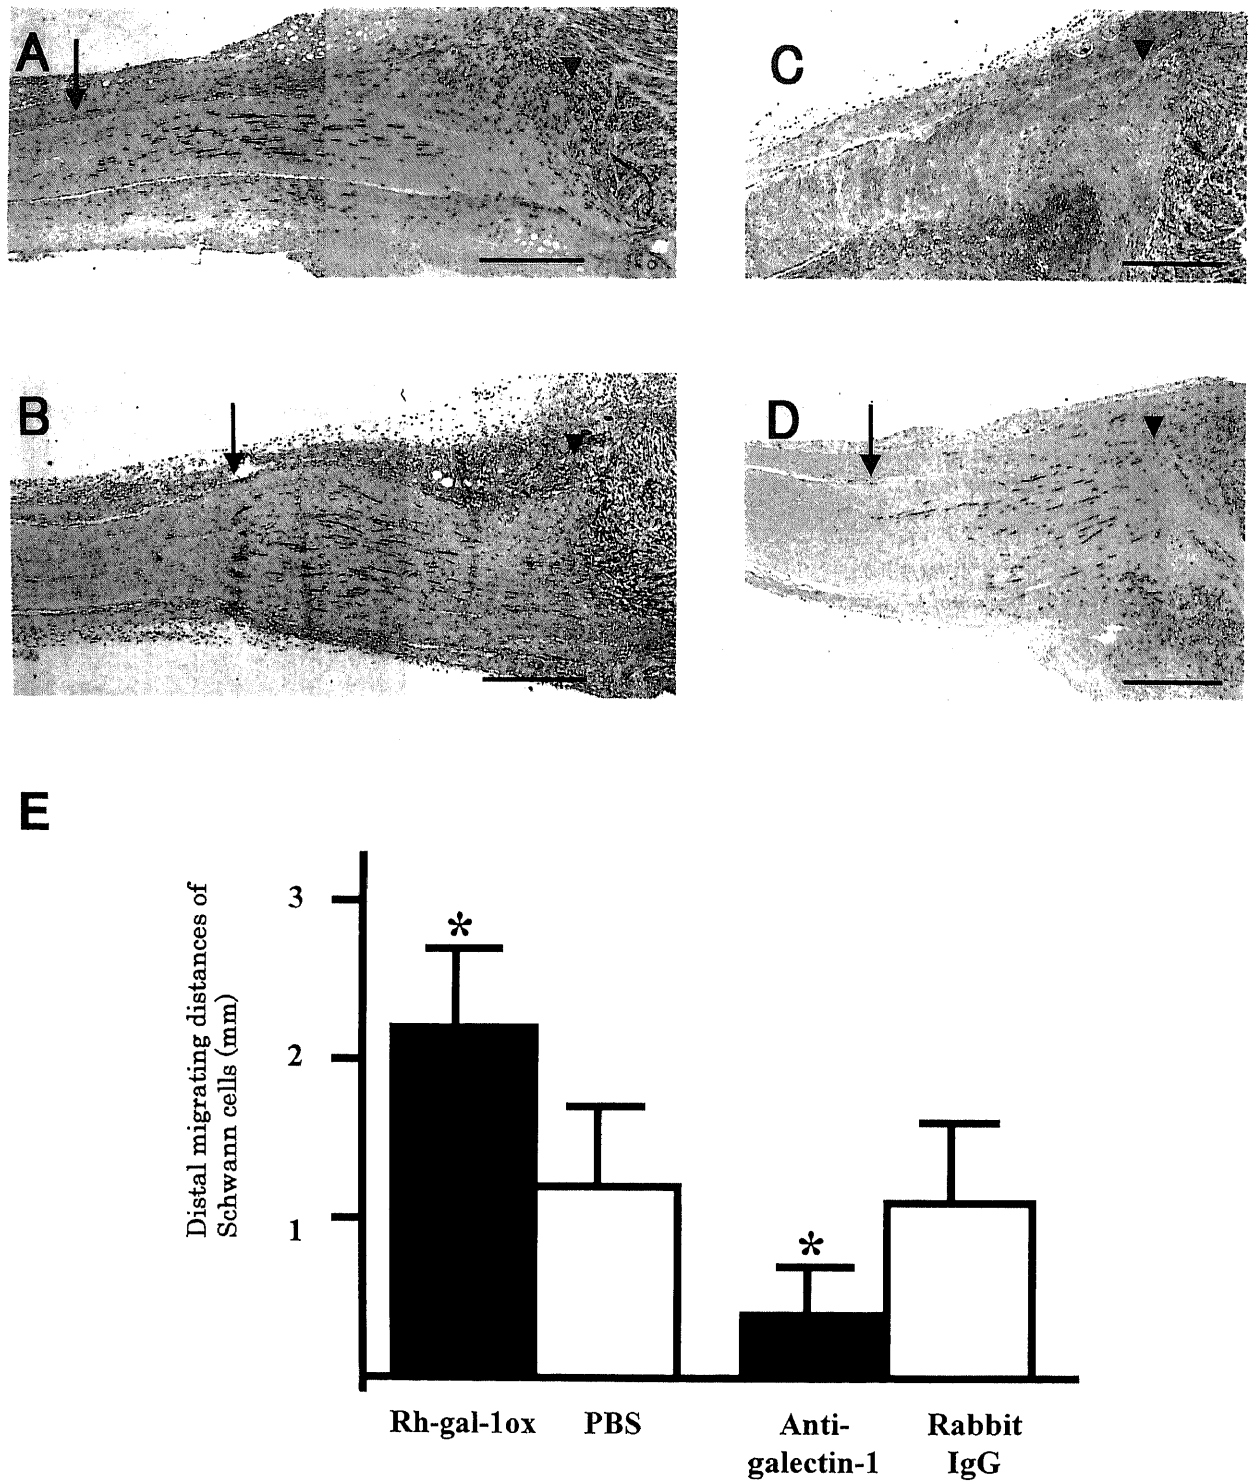 A
C
B
D
E
Distal migrating distances of
Schwann cells (mm)
3
2
1
*
*
Rh-gal-1ox
PBS
Anti-
galectin-1
Rabbit
IgG